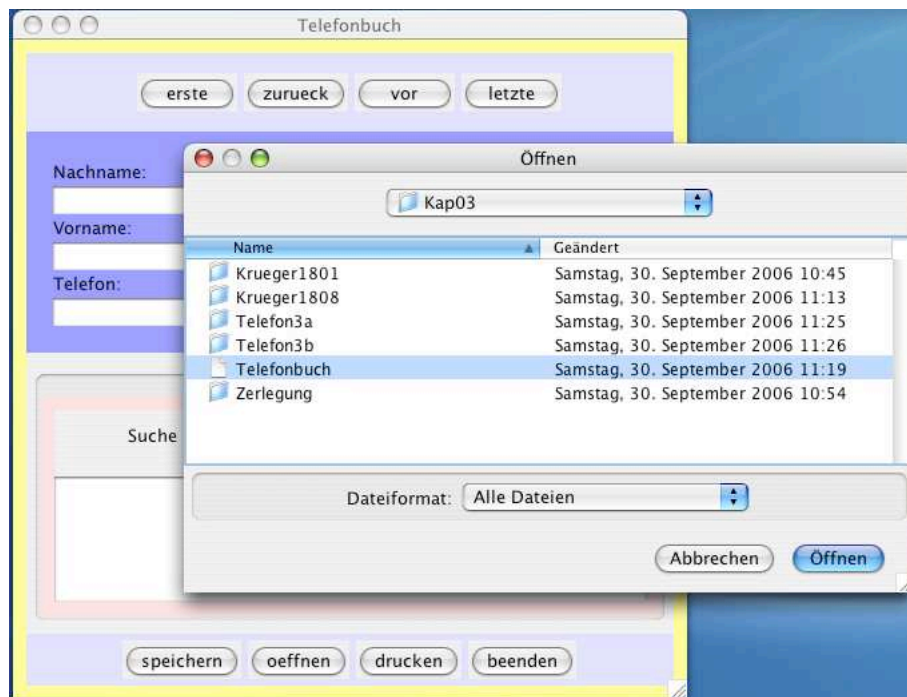 Telefonbuch
erste zurueck vor letzte
Nachname:
Vorname:
Telefon:
Suche
speichern oeffnen drucken beenden
Öffnen
Kap03
Name Geändert
Krueger1801 Samstag, 30. September 2006 10:45
Krueger1808 Samstag, 30. September 2006 11:13
Telefon3a Samstag, 30. September 2006 11:25
Telefon3b Samstag, 30. September 2006 11:26
Telefonbuch Samstag, 30. September 2006 11:19
Zerlegung Samstag, 30. September 2006 10:54
Dateiformat: Alle Dateien
Abbrechen Öffnen